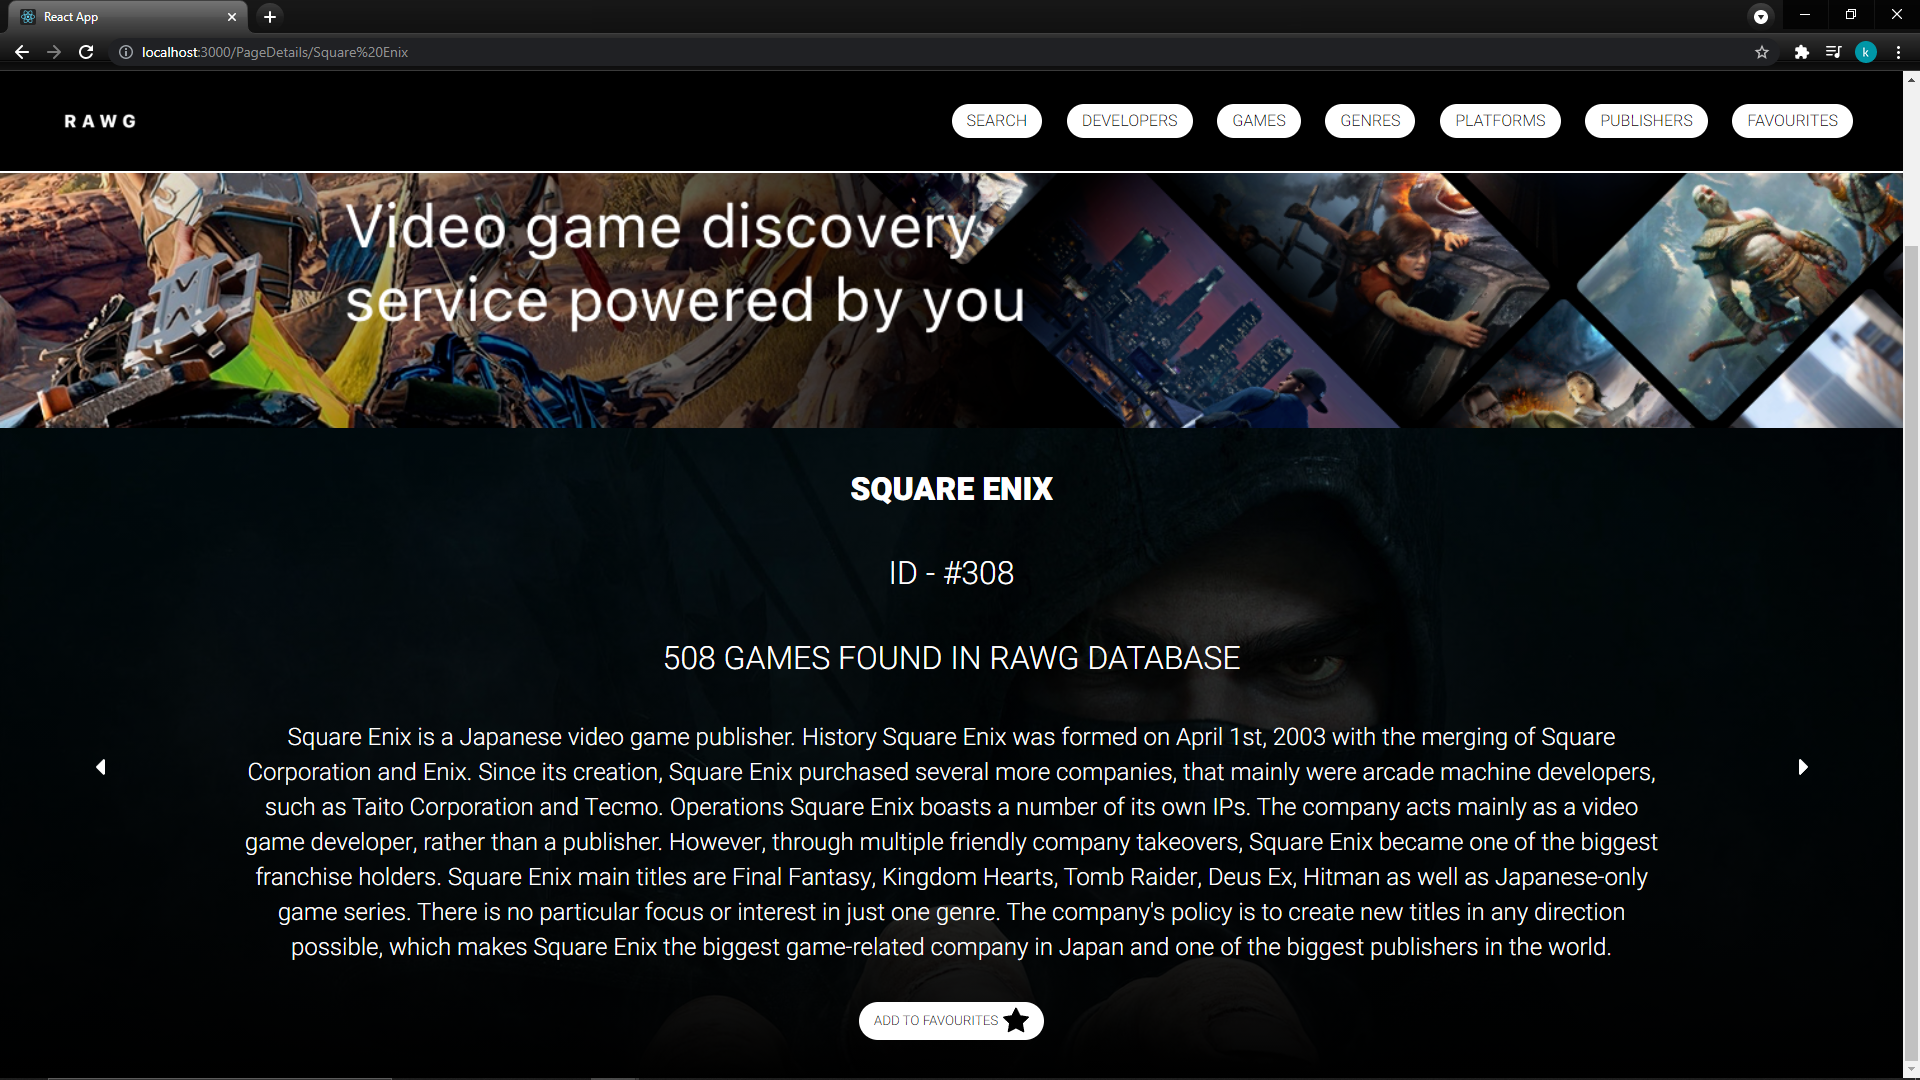 React App
localhost:3000/PageDetails/Square%20Enix
k
RAWG
SEARCH
DEVELOPERS
GAMES
GENRES
PLATFORMS
PUBLISHERS
FAVOURITES
Video game discovery
service powered by you
SQUARE ENIX
ID - #308
508 GAMES FOUND IN RAWG DATABASE
Square Enix is a Japanese video game publisher. History Square Enix was formed on April 1st, 2003 with the merging of Square
Corporation and Enix. Since its creation, Square Enix purchased several more companies, that mainly were arcade machine developers,
such as Taito Corporation and Tecmo. Operations Square Enix boasts a number of its own IPs. The company acts mainly as a video
game developer, rather than a publisher. However, through multiple friendly company takeovers, Square Enix became one of the biggest
franchise holders. Square Enix main titles are Final Fantasy, Kingdom Hearts, Tomb Raider, Deus Ex, Hitman as well as Japanese-only
game series. There is no particular focus or interest in just one genre. The company's policy is to create new titles in any direction
possible, which makes Square Enix the biggest game-related company in Japan and one of the biggest publishers in the world.
ADD TO FAVOURITES